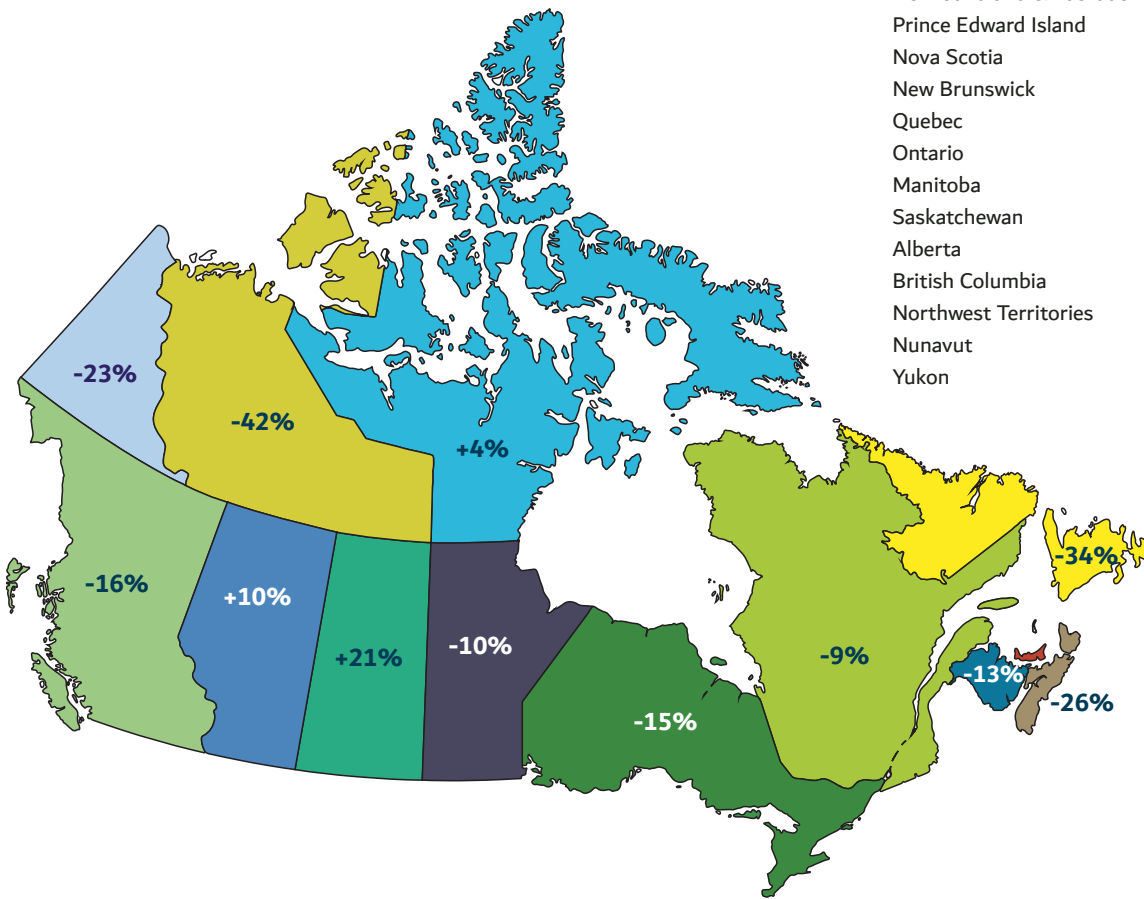 Prince Edward Island
Nova Scotia
New Brunswick
Quebec
Ontario
Manitoba
Saskatchewan
Alberta
British Columbia
Northwest Territories
Nunavut
Yukon
-23%
-42%
+4%
-34%
-16%
+10%
+21%
-10%
-9%
-13%
-26%
-15%